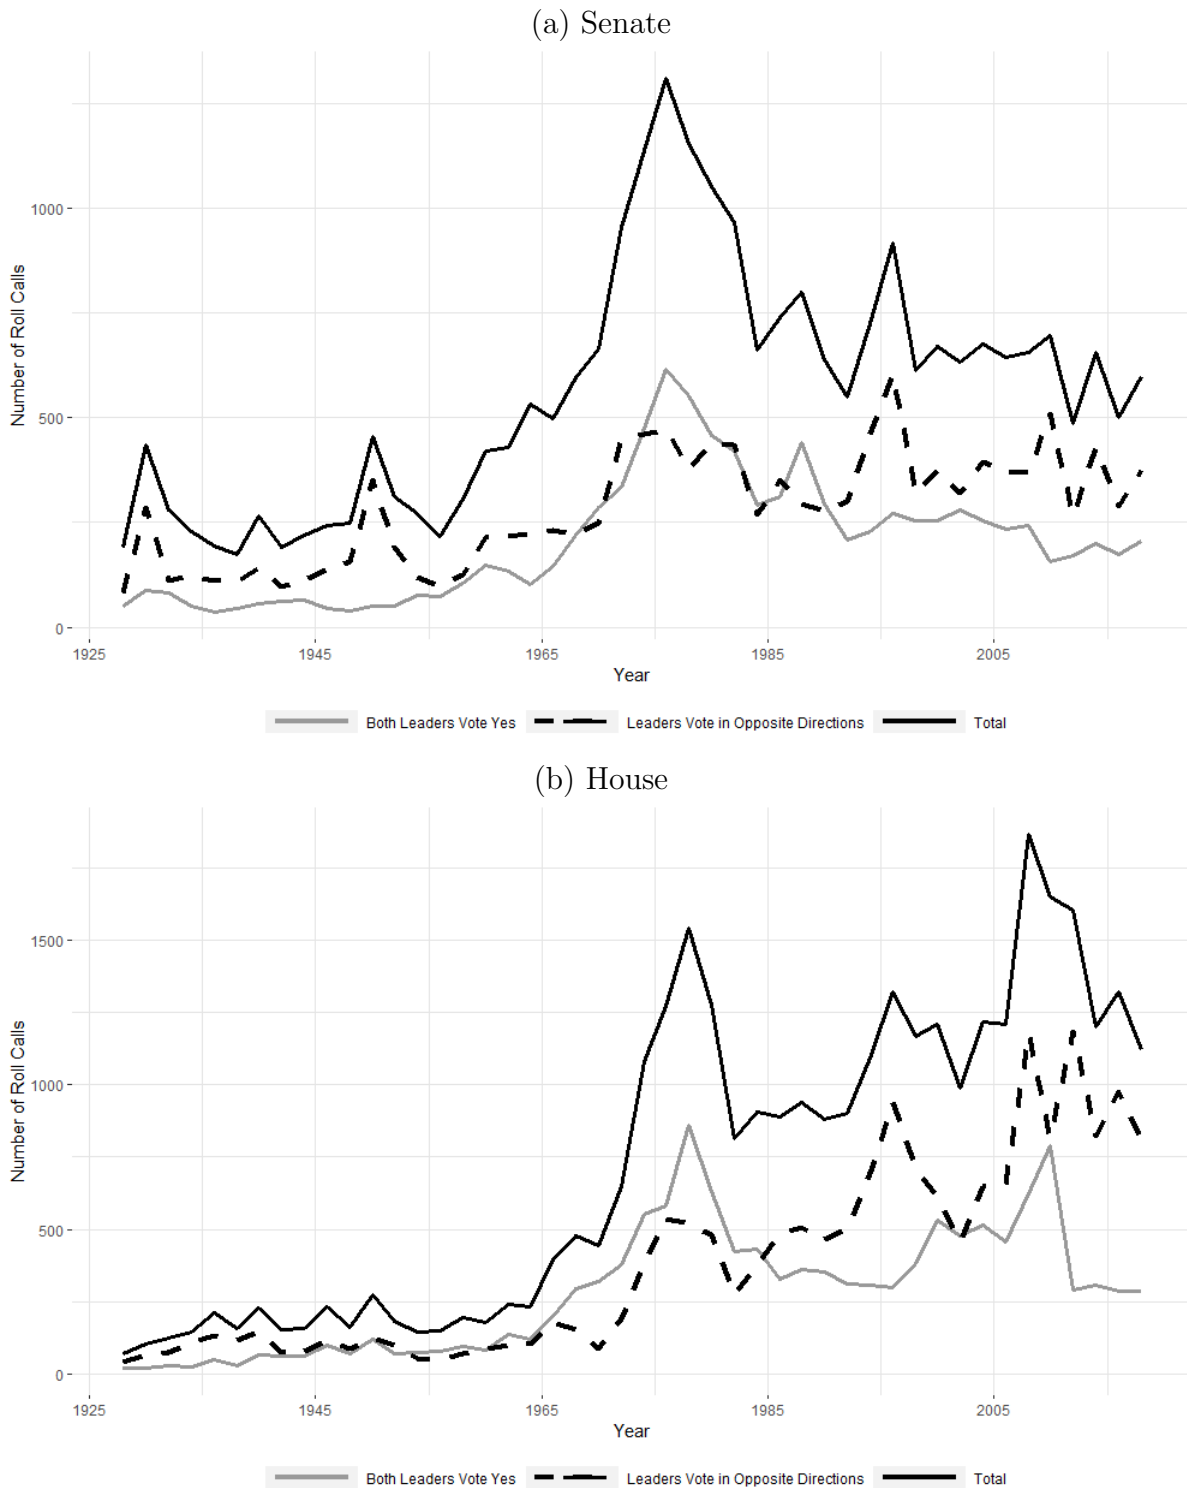 (a) Senate
1000
500
0
Number of Roll Calls
1925 1945 1965 1985 2005
Year
Both Leaders Vote Yes Leaders Vote in Opposite Directions Total
(b) House
1500
1000
500
0
Number of Roll Calls
1925 1945 1965 1985 2005
Year
Both Leaders Vote Yes Leaders Vote in Opposite Directions Total